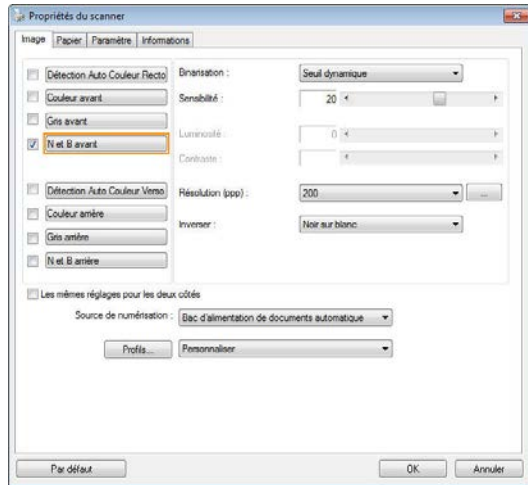 Propriétés du scanner
Image Papier Paramètre Informations
Détection Auto Couleur Recto
Couleur avant
Gris avant
N et B avant
Détection Auto Couleur Verso
Couleur arrière
Gris arrière
N et B arrière
Binarisation : Seuil dynamique
Sensibilité : 20
Luminosité : 0
Contraste :
Résolution (ppp) : 200 ...
Inverser : Noir sur blanc
Les mêmes réglages pour les deux côtés
Source de numérisation : Bac d'alimentation de documents automatique
Profils... Personnaliser
Par défaut OK Annuler